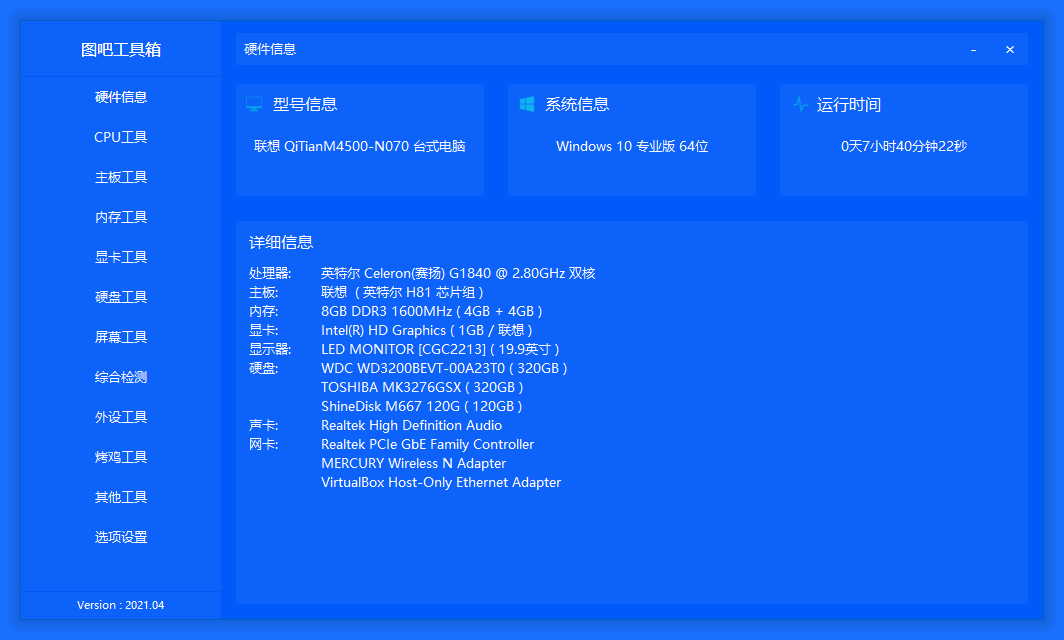 图吧工具箱
硬件信息
CPU工具
主板工具
内存工具
显卡工具
硬盘工具
屏幕工具
综合检测
外设工具
烤鸡工具
其他工具
选项设置
Version : 2021.04
硬件信息
型号信息
联想 QiTianM4500-N070 台式电脑
系统信息
Windows 10 专业版 64位
运行时间
0天7小时40分钟22秒
详细信息
处理器: 英特尔 Celeron(赛扬) G1840 @ 2.80GHz 双核
主板: 联想 ( 英特尔 H81 芯片组 )
内存: 8GB DDR3 1600MHz ( 4GB + 4GB )
显卡: Intel(R) HD Graphics ( 1GB / 联想 )
显示器: LED MONITOR [CGC2213] ( 19.9英寸 )
硬盘: WDC WD3200BEVT-00A23T0 ( 320GB )
TOSHIBA MK3276GSX ( 320GB )
ShineDisk M667 120G ( 120GB )
声卡: Realtek High Definition Audio
网卡: Realtek PCIe GbE Family Controller
MERCURY Wireless N Adapter
VirtualBox Host-Only Ethernet Adapter